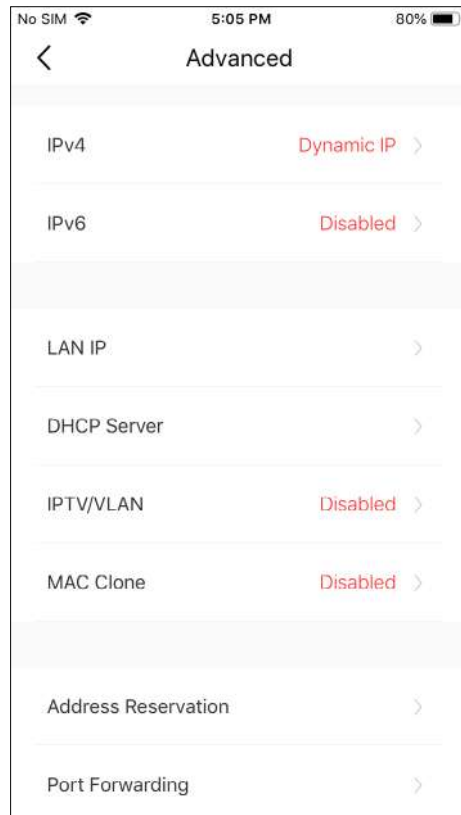 No SIM 5:05 PM 80%
Advanced
IPv4 Dynamic IP
IPv6 Disabled
LAN IP
DHCP Server
IPTV/VLAN Disabled
MAC Clone Disabled
Address Reservation
Port Forwarding